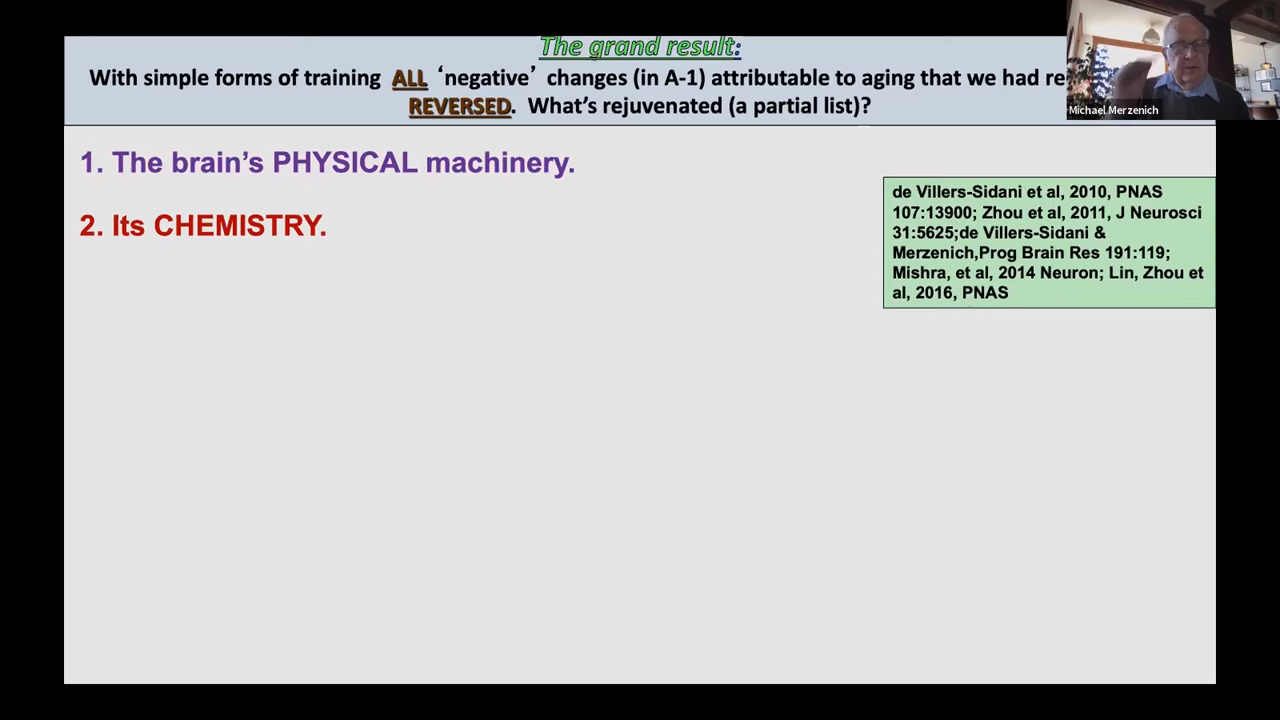 The grand result:
With simple forms of training ALL ‘negative’ changes (in A-1) attributable to aging that we had
REVERSED. What’s rejuvenated (a partial list)?
Michael Merzenich
1. The brain’s PHYSICAL machinery.
2. Its CHEMISTRY.
de Villers-Sidani et al, 2010, PNAS
107:13900; Zhou et al, 2011, J Neurosci
31:5625;de Villers-Sidani &
Merzenich,Prog Brain Res 191:119;
Mishra, et al, 2014 Neuron; Lin, Zhou et
al, 2016, PNAS